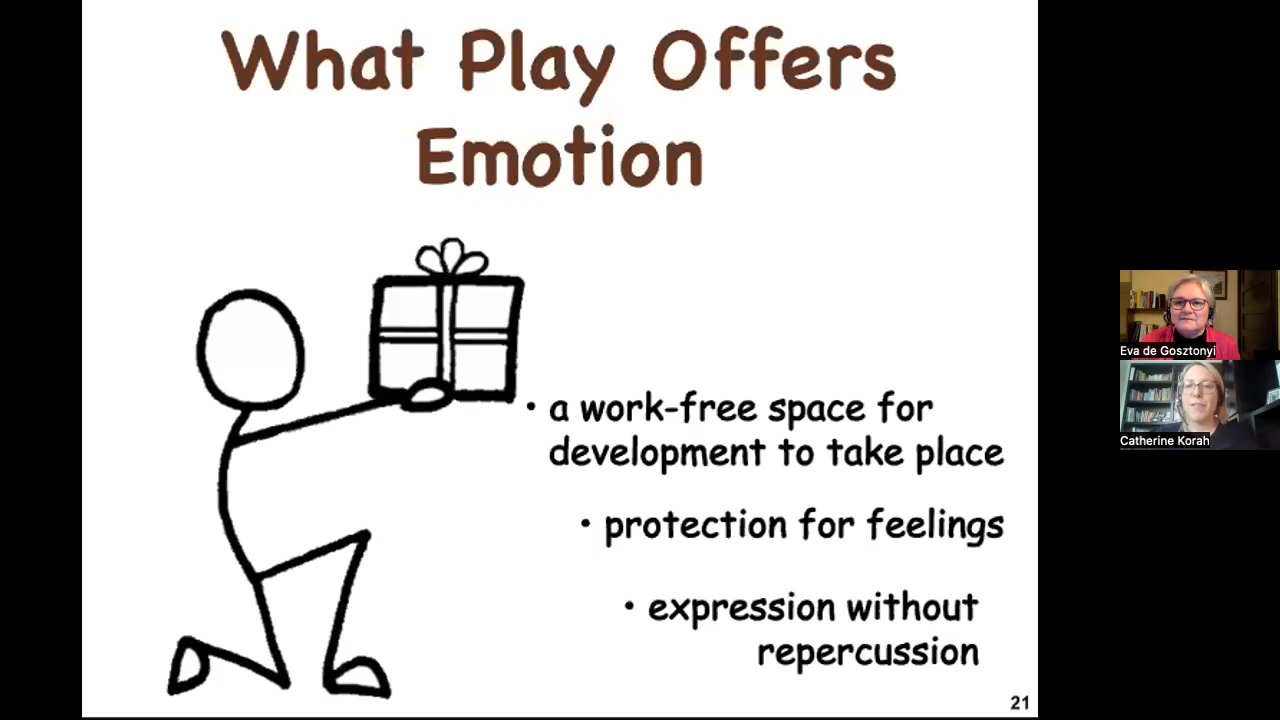 What Play Offers
Emotion
• a work-free space for
development to take place
• protection for feelings
• expression without
repercussion
21
Eva de Gosztonyi
Catherine Korah